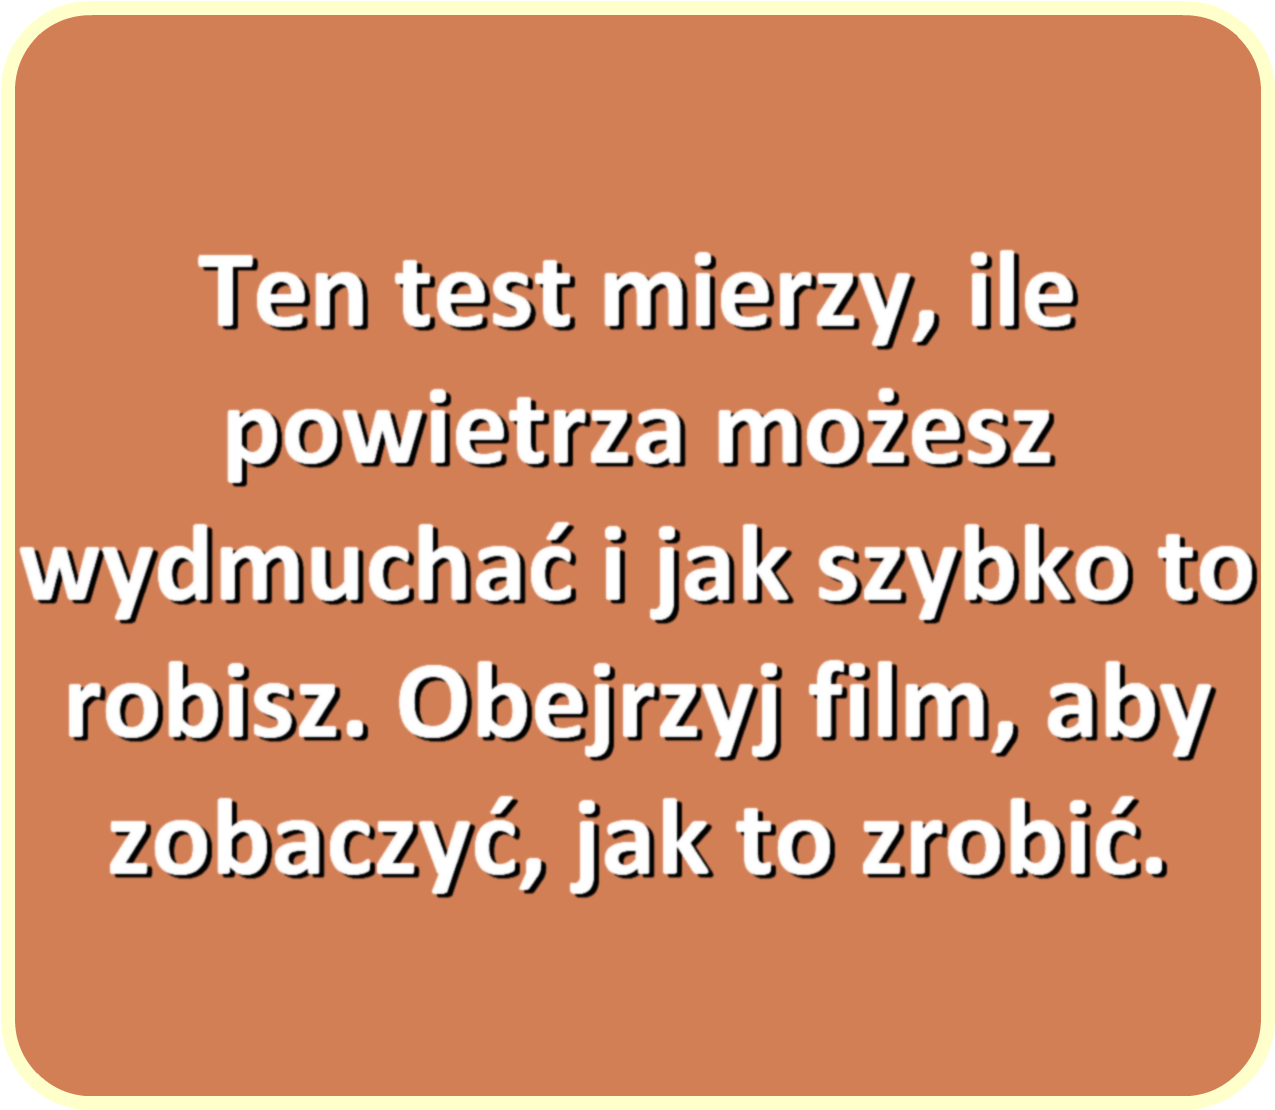 Ten test mierzy, ile
powietrza możesz
wydmuchać i jak szybko to
robisz. Obejrzyj film, aby
zobaczyć, jak to zrobić.